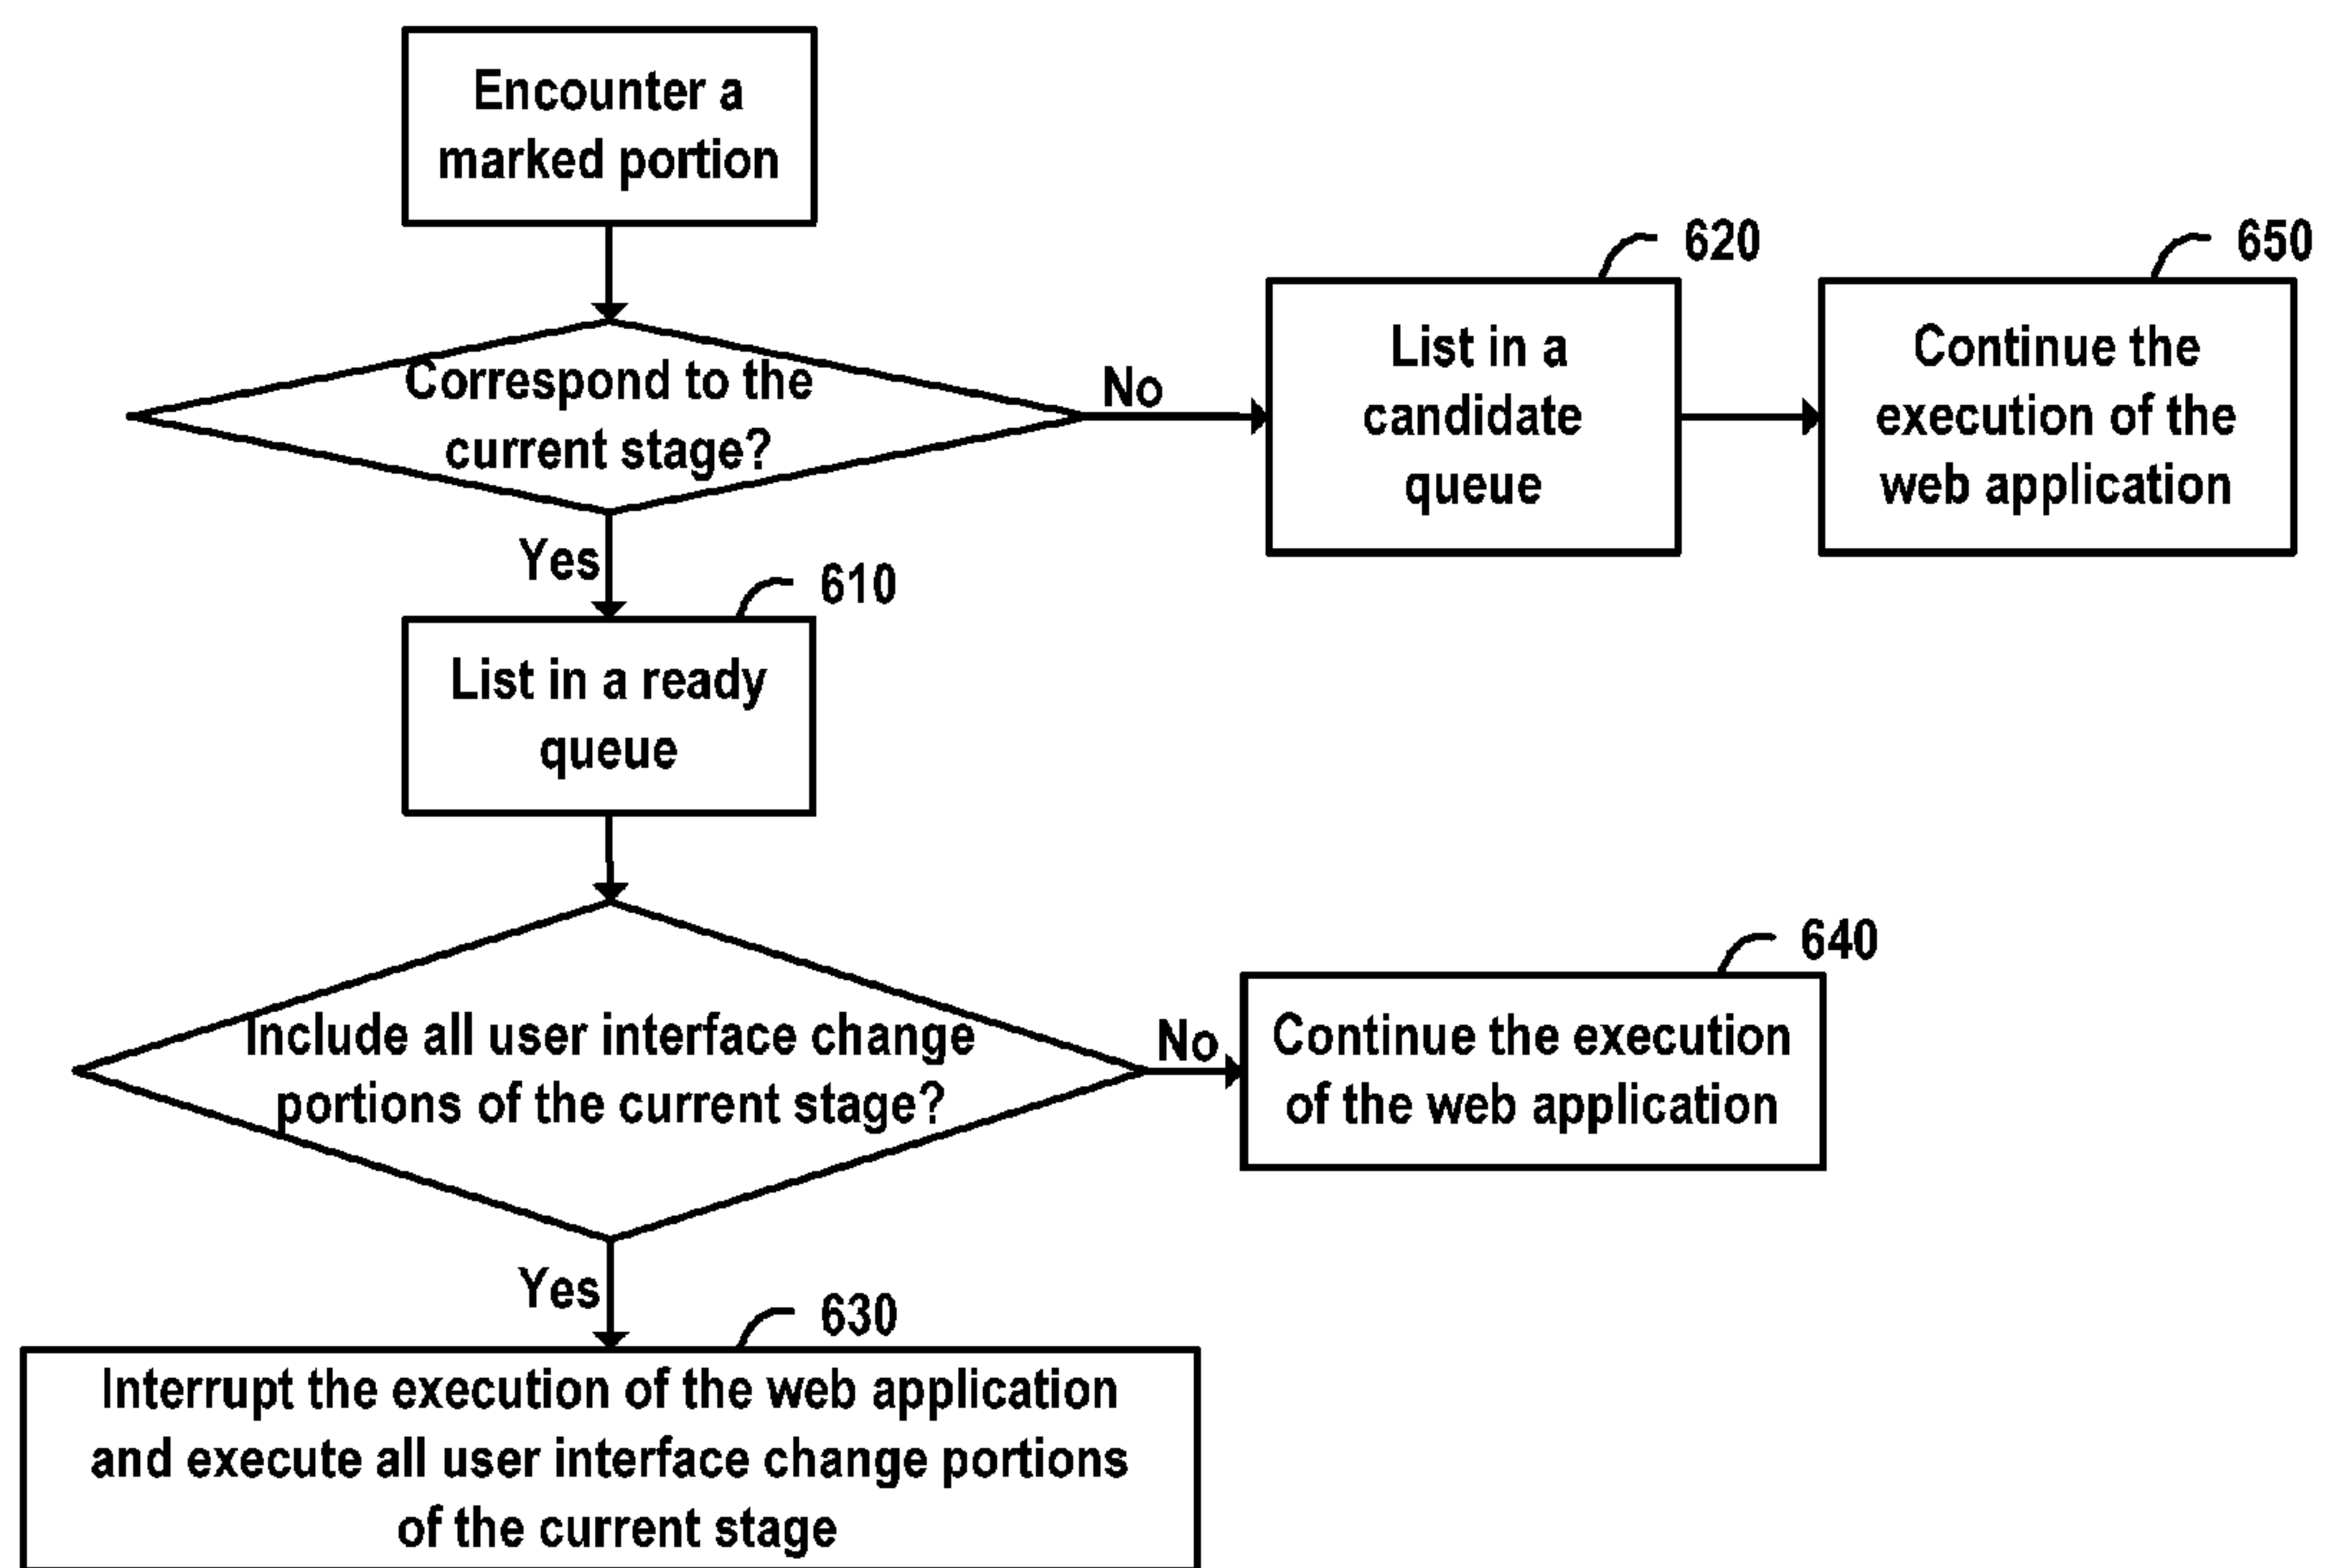 Encounter a
marked portion
Correspond to the
current stage?
No
620
List in a
candidate
queue
650
Continue the
execution of the
web application
Yes
610
List in a ready
queue
Include all user interface change
portions of the current stage?
No
640
Continue the execution
of the web application
Yes
630
Interrupt the execution of the web application
and execute all user interface change portions
of the current stage